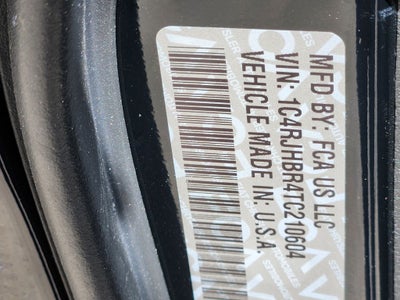 MFD BY: FCA US LLC
VIN: 1C4RJHBR4TC210604
VEHICLE MADE IN: U.S.A.